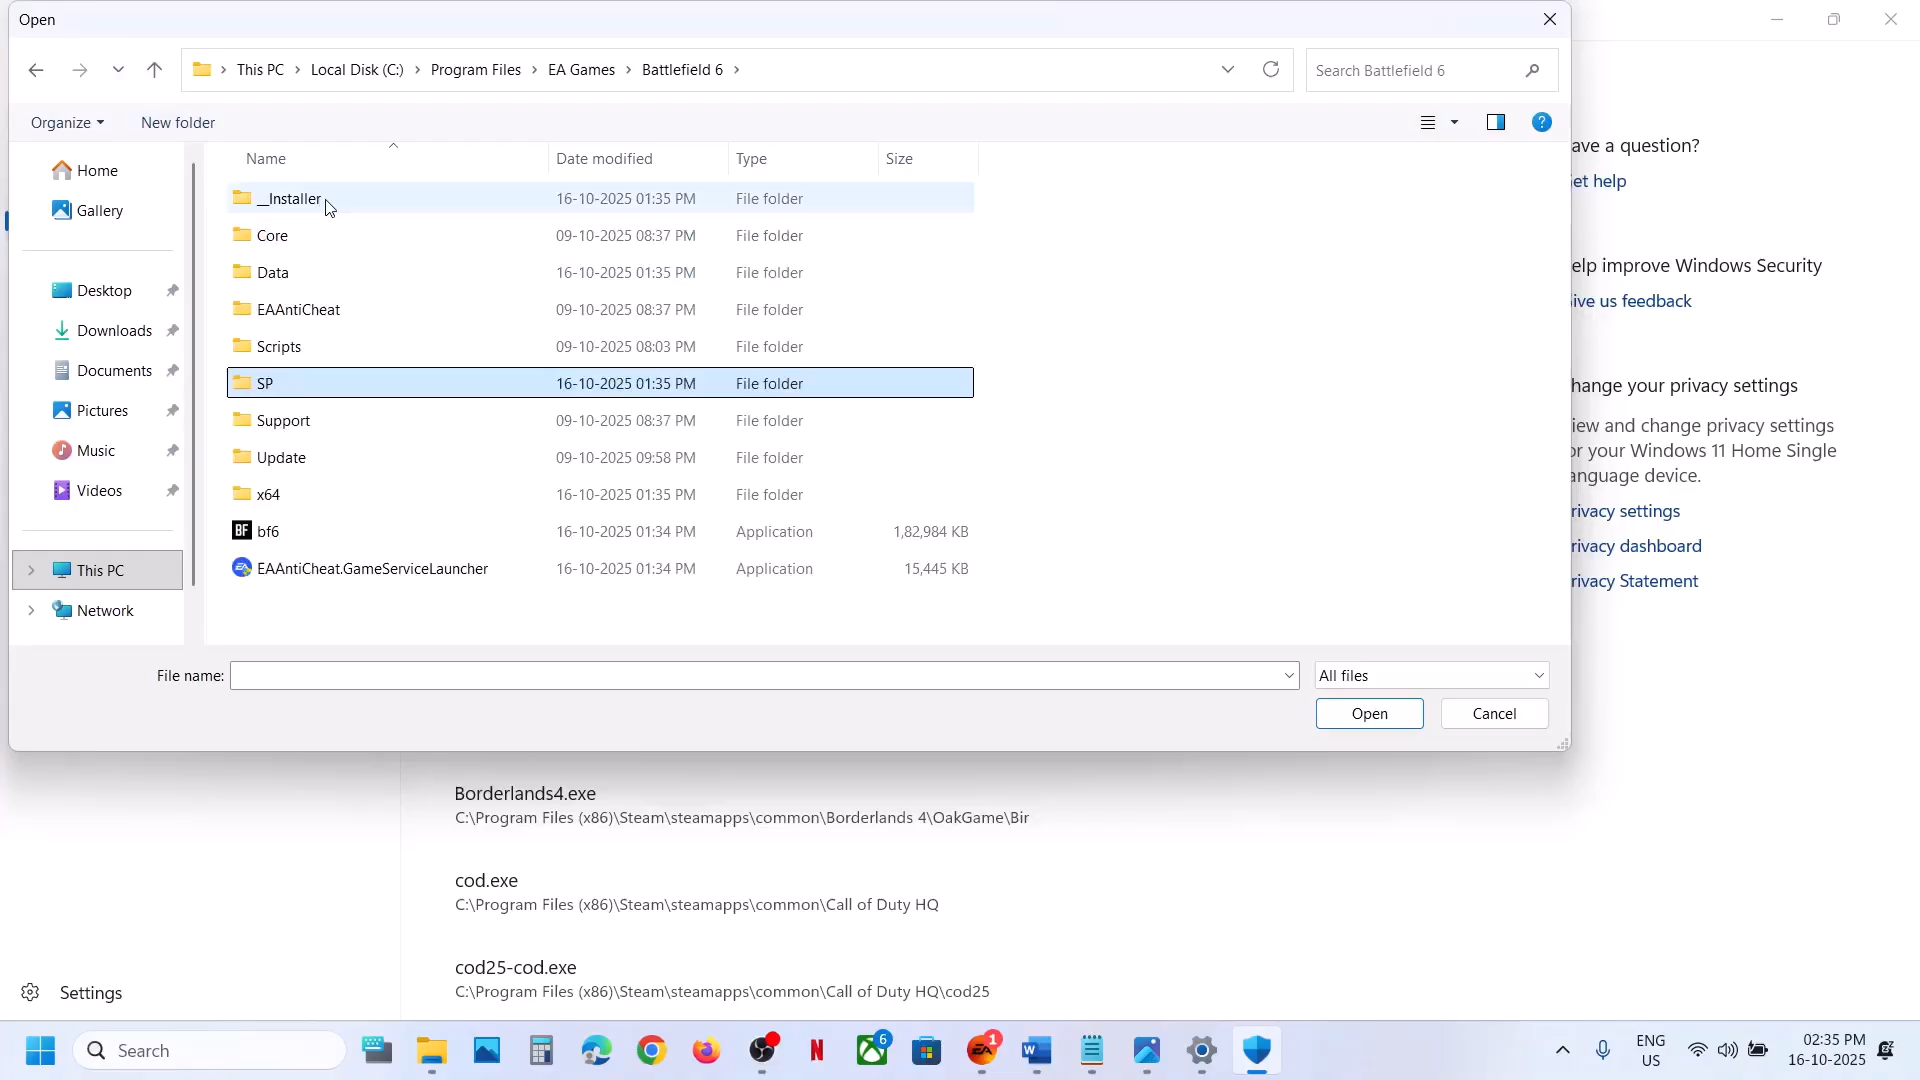 Open
This PC
Local Disk (C:)
Program Files
EA Games
Battlefield 6
Search Battlefield 6
Organize
New folder
Name
Date modified
Type
Size
Home
Gallery
Desktop
Downloads
Documents
Pictures
Music
Videos
This PC
Network
__Installer 16-10-2025 01:35 PM File folder
Core 09-10-2025 08:37 PM File folder
Data 16-10-2025 01:35 PM File folder
EAAntiCheat 09-10-2025 08:37 PM File folder
Scripts 09-10-2025 08:03 PM File folder
SP 16-10-2025 01:35 PM File folder
Support 09-10-2025 08:37 PM File folder
Update 09-10-2025 09:58 PM File folder
x64 16-10-2025 01:35 PM File folder
BF bf6 16-10-2025 01:34 PM Application 1,82,984 KB
EAAntiCheat.GameServiceLauncher 16-10-2025 01:34 PM Application 15,445 KB
File name:
All files
Open
Cancel
ave a question?
et help
elp improve Windows Security
ive us feedback
hange your privacy settings
iew and change privacy settings
or your Windows 11 Home Single
anguage device.
rivacy settings
rivacy dashboard
rivacy Statement
Borderlands4.exe
C:\Program Files (x86)\Steam\steamapps\common\Borderlands 4\OakGame\Bir
cod.exe
C:\Program Files (x86)\Steam\steamapps\common\Call of Duty HQ
cod25-cod.exe
C:\Program Files (x86)\Steam\steamapps\common\Call of Duty HQ\cod25
Settings
Search
6
1
ENG
US
02:35 PM
16-10-2025